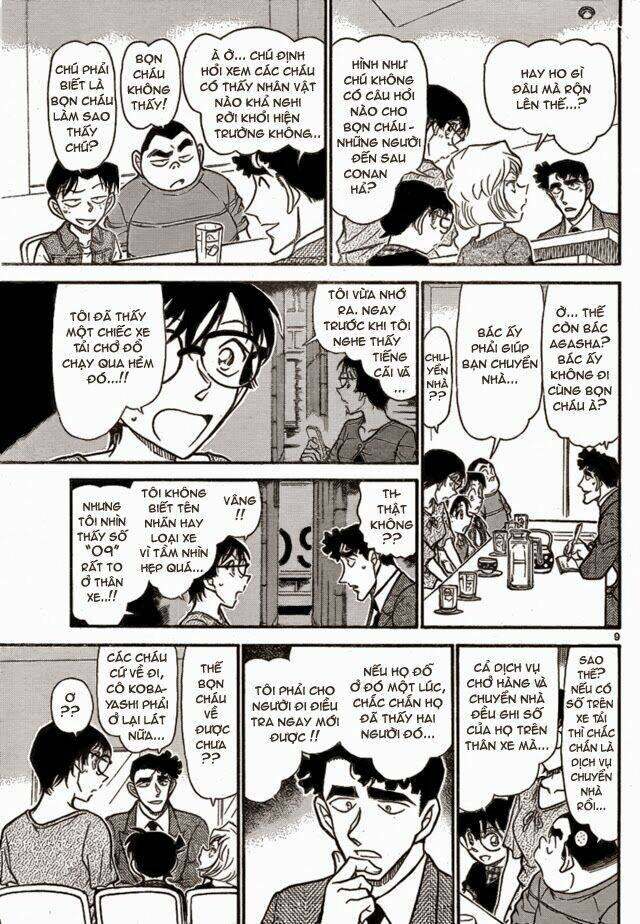 HAY HO GÌ
ĐÂU MÀ RỘN
LÊN THẾ...?
HÌNH NHƯ
CHÚ KHÔNG
CÓ CÂU HỎI
NÀO CHO
BỌN CHÁU -
NHỮNG NGƯỜI
ĐẾN SAU
CONAN
HẢ?
À Ờ... CHÚ ĐỊNH
HỎI XEM CÁC CHÁU
CÓ THẤY NHÂN VẬT
NÀO KHẢ NGHI
RỜI KHỎI HIỆN
TRƯỜNG KHÔNG...
BỌN
CHÁU
KHÔNG
THẤY!
CHÚ PHẢI
BIẾT LÀ
BỌN CHÁU
LÀM SAO
THẤY
CHỨ?
Ờ... THẾ
CÒN BÁC
AGASHA?
BÁC ẤY
KHÔNG ĐI
CÙNG BỌN
CHÁU À?
BÁC ẤY
PHẢI GIÚP
BẠN CHUYỂN
NHÀ...
CHUYỂN
NHÀ
??
TÔI VỪA NHỚ
RA. NGAY
TRƯỚC KHI TÔI
NGHE THẤY
TIẾNG
CÃI VÃ
...
TÔI ĐÃ THẤY
MỘT CHIẾC XE
TẢI CHỞ ĐỒ
CHẠY QUA HẺM
ĐÓ...!!
TH-
THẬT
KHÔNG
??
VÂNG
!!
TÔI KHÔNG
BIẾT TÊN
NHÃN HAY
LOẠI XE
VÌ TẦM NHÌN
HẸP QUÁ...
NHƯNG
TÔI NHÌN
THẤY SỐ
"09"
RẤT TO
Ở THÂN
XE...!!
09
9
SAO
THẾ?
NẾU CÓ
SỐ TRÊN
XE TẢI
THÌ CHẮC
CHẮN LÀ
DỊCH VỤ
CHUYỂN
NHÀ
RỒI...
CẢ DỊCH VỤ
CHỞ HÀNG VÀ
CHUYỂN NHÀ
ĐỀU GHI SỐ
CỦA HỌ TRÊN
THÂN XE MÀ...
NẾU HỌ ĐỖ
Ở ĐÓ MỘT LÚC,
CHẮC CHẮN HỌ
ĐÃ THẤY HAI
NGƯỜI ĐÓ...
TÔI PHẢI CHO
NGƯỜI ĐI ĐIỀU
TRA NGAY MỚI
ĐƯỢC!!
THẾ
BỌN
CHÁU
VỀ
ĐƯỢC
CHƯA
??
CÁC CHÁU
CỨ VỀ ĐI,
CÔ KOBA-
YASHI PHẢI
Ở LẠI LÁT
NỮA...
Ơ
??